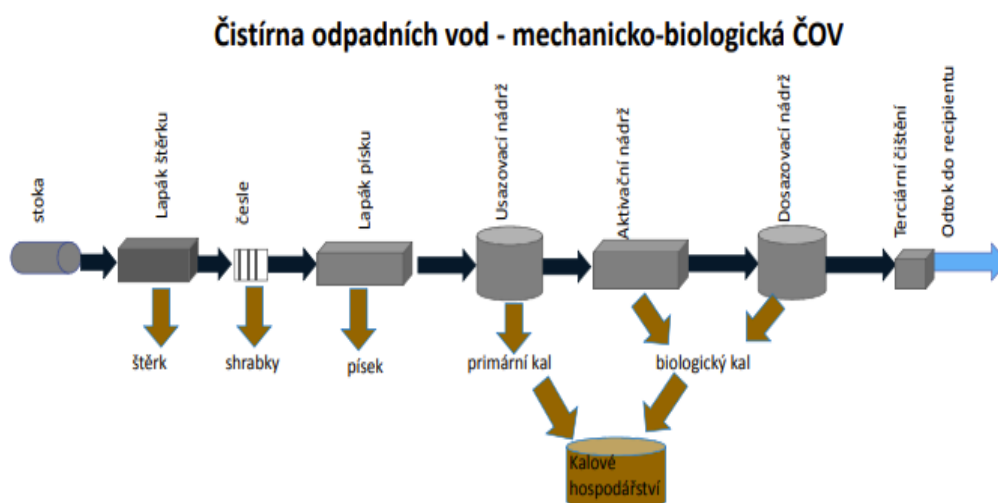 Čistírna odpadních vod - mechanicko-biologická ČOV
stoka
Lapák štěrku
česle
Lapák písku
Usazovací nádrž
Aktivační nádrž
Dosazovací nádrž
Terciární čištění
Odtok do recipientu
štěrk
shrabky
písek
primární kal
biologický kal
Kalové
hospodářství